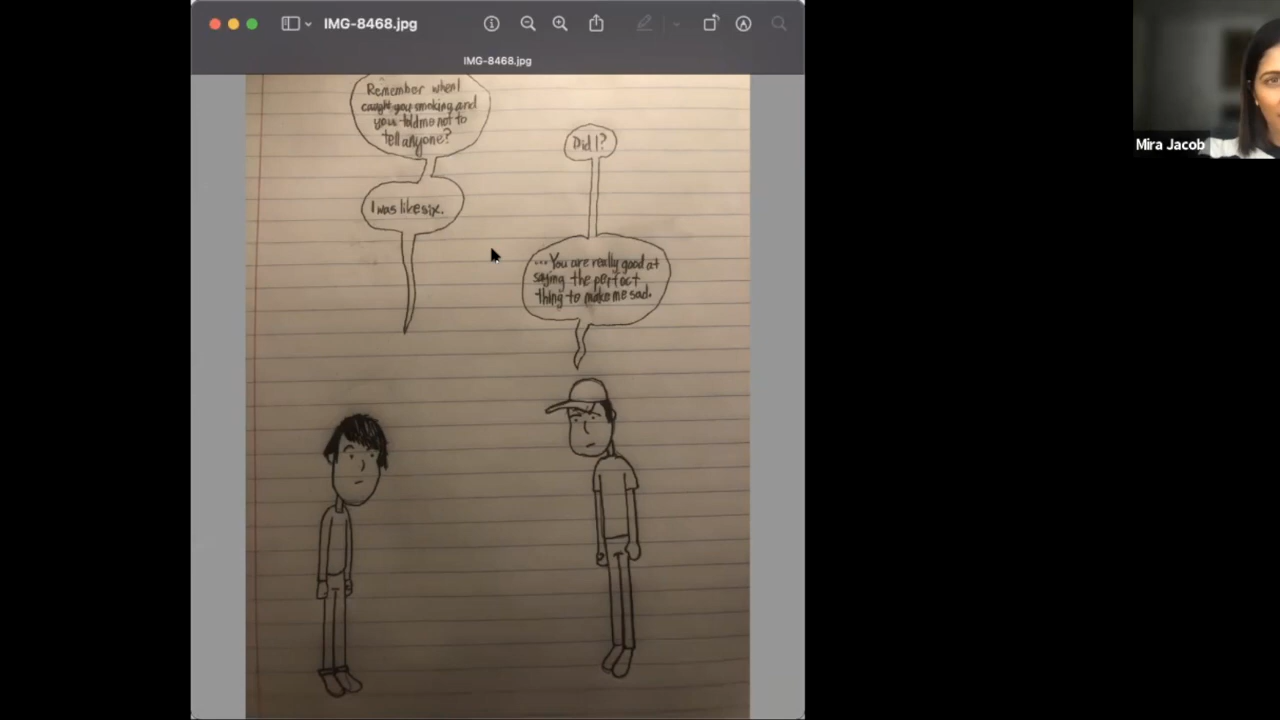 IMG-8468.jpg
IMG-8468.jpg
Remember when I
caught you smoking and
you told me not to
tell anyone?
I was like six.
Did I?
...You are really good at
saying the perfect
thing to make me sad.
Mira Jacob